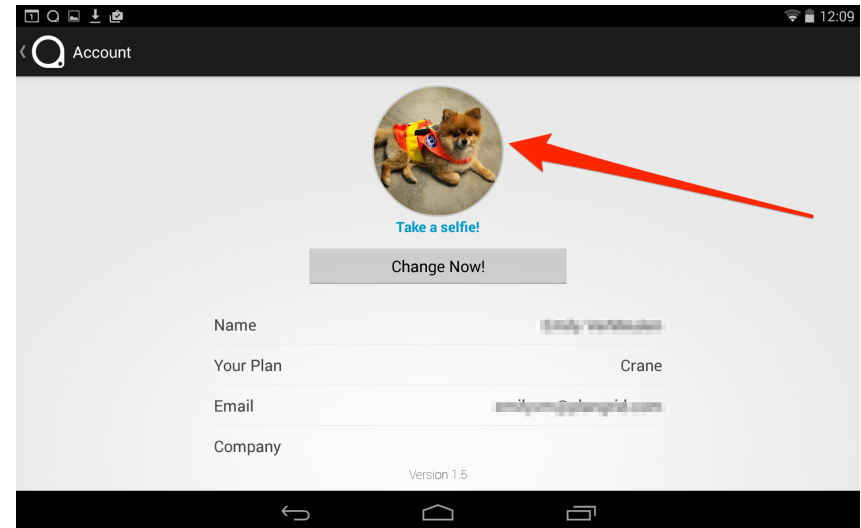 12:09
Account
Take a selfie!
Change Now!
Name
Your Plan Crane
Email
Company
Version 1.5